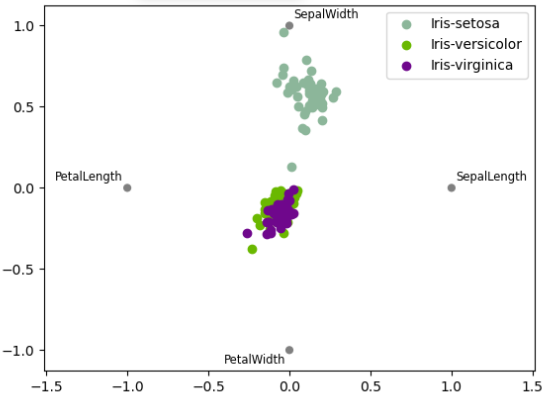 SepalWidth
Iris-setosa
Iris-versicolor
Iris-virginica
PetalLength
SepalLength
PetalWidth
1.0
0.5
0.0
−0.5
−1.0
−1.5
−1.0
−0.5
0.0
0.5
1.0
1.5